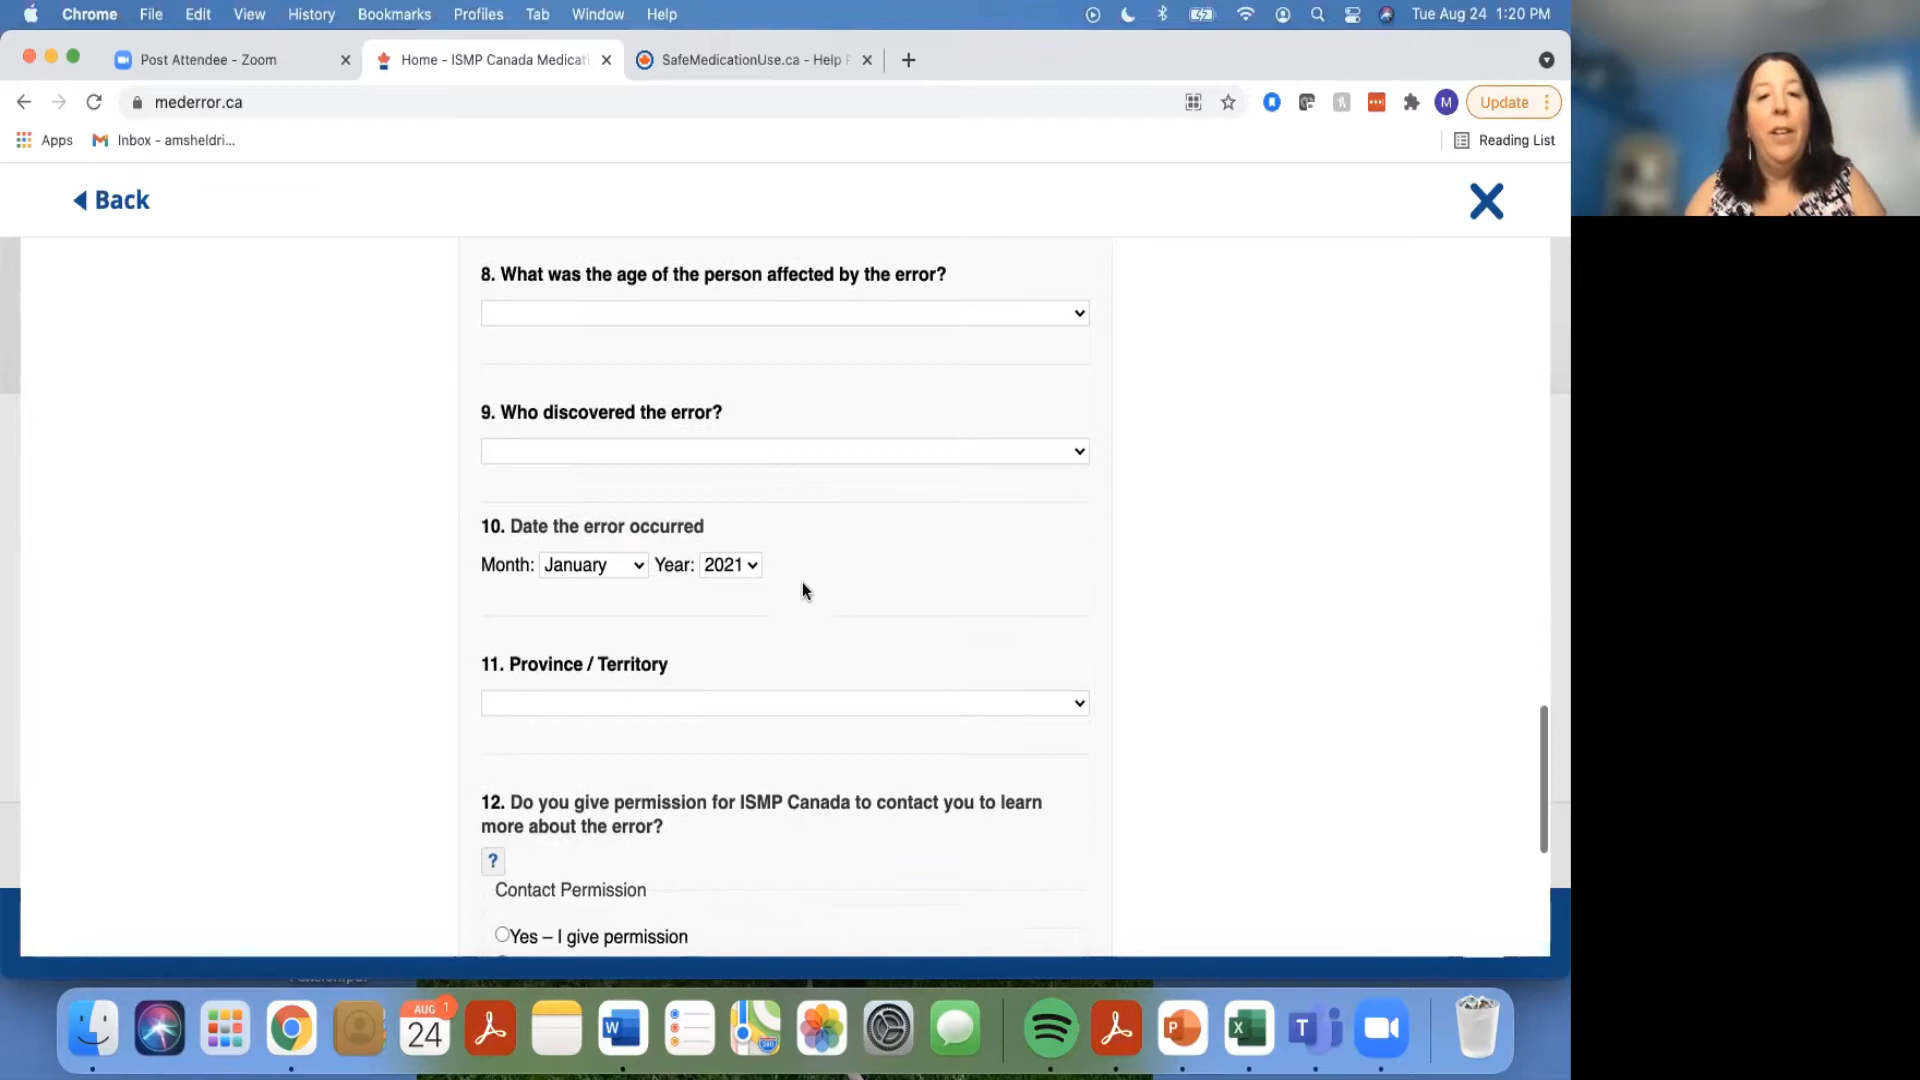 Chrome File Edit View History Bookmarks Profiles Tab Window Help Tue Aug 24 1:20 PM
Post Attendee - Zoom Home - ISMP Canada Medicati SafeMedicationUse.ca - Help
mederror.ca M Update
Apps Inbox - amsheldri... Reading List
Back
8. What was the age of the person affected by the error?
9. Who discovered the error?
10. Date the error occurred
Month: January Year: 2021
11. Province / Territory
12. Do you give permission for ISMP Canada to contact you to learn
more about the error?
?
Contact Permission
Yes – I give permission
AUG 1
24 W P X T